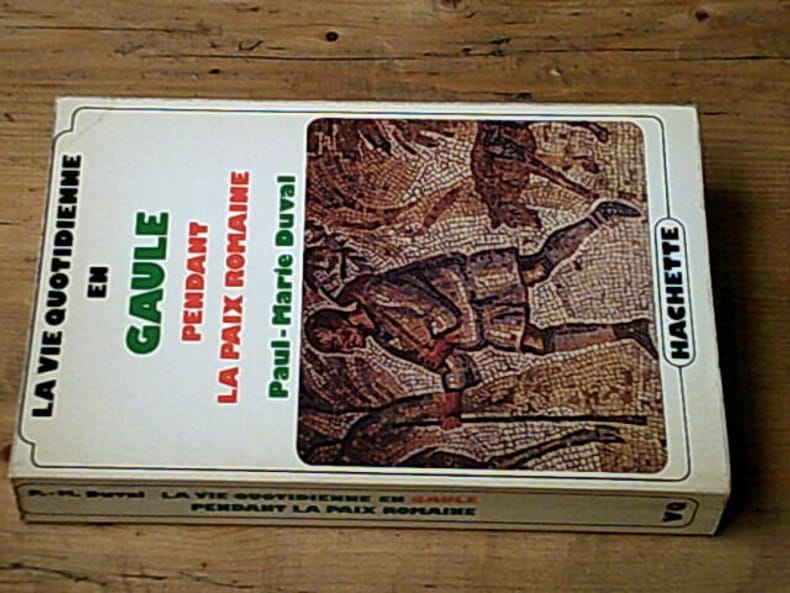 LA VIE QUOTIDIENNE
EN
GAULE
PENDANT
LA PAIX ROMAINE
Paul-Marie Duval
HACHETTE
P.-M. Duval LA VIE QUOTIDIENNE EN GAULE
PENDANT LA PAIX ROMAINE
VQ